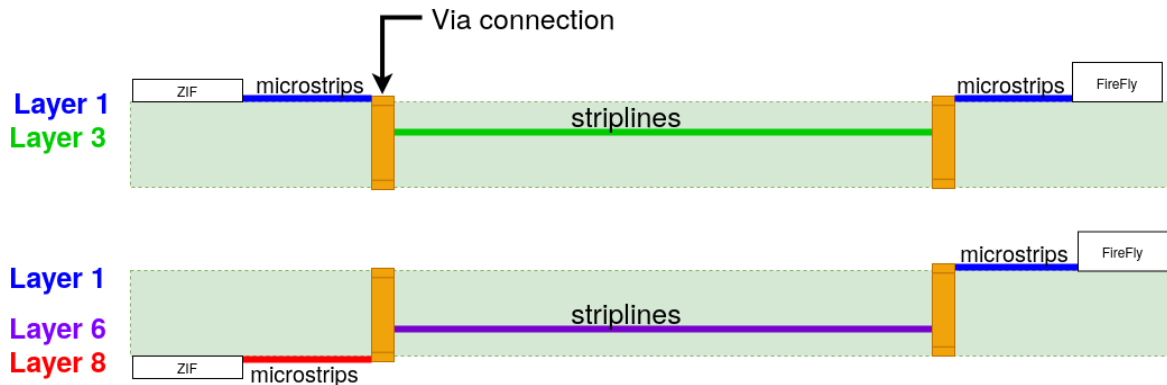 Via connection
ZIF
microstrips
microstrips
FireFly
Layer 1
Layer 3
striplines
microstrips
FireFly
Layer 1
Layer 6
striplines
Layer 8
ZIF
microstrips